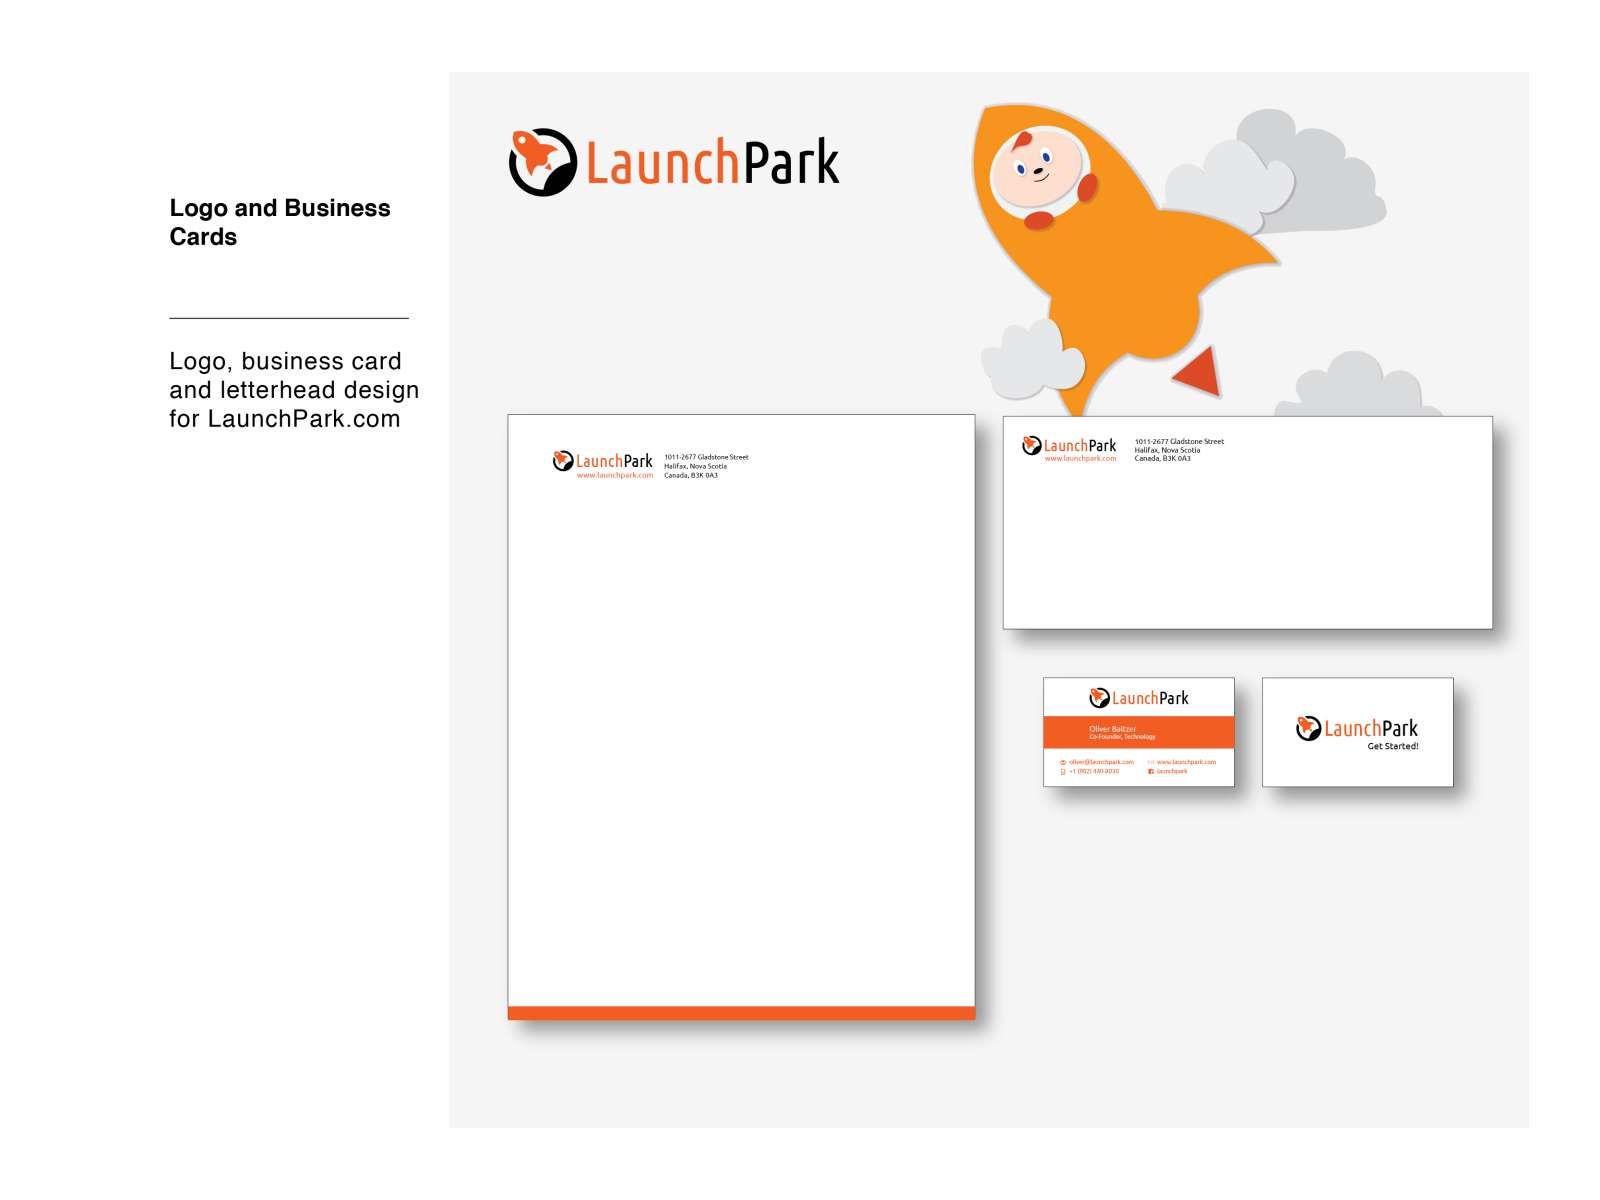 Logo and Business
Cards
Logo, business card
and letterhead design
for LaunchPark.com
LaunchPark
LaunchPark
www.launchpark.com
1011-2677 Gladstone Street
Halifax, Nova Scotia
Canada, B3K 0A3
LaunchPark
www.launchpark.com
1011-2677 Gladstone Street
Halifax, Nova Scotia
Canada, B3K 0A3
LaunchPark
Oliver Baltzer
Co-Founder, Technology
oliver@launchpark.com
www.launchpark.com
+1 (902) 440-8030
launchpark
LaunchPark
Get Started!